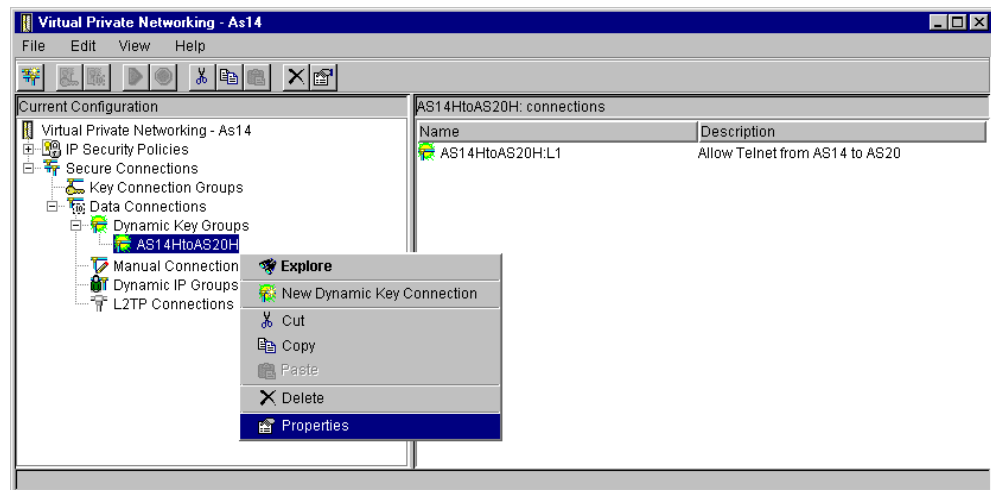 Virtual Private Networking - As14
File Edit View Help
Current Configuration
AS14HtoAS20H: connections
Virtual Private Networking - As14
IP Security Policies
Secure Connections
Key Connection Groups
Data Connections
Dynamic Key Groups
AS14HtoAS20H
Manual Connection
Dynamic IP Groups
L2TP Connections
Name Description
AS14HtoAS20H:L1 Allow Telnet from AS14 to AS20
Explore
New Dynamic Key Connection
Cut
Copy
Paste
Delete
Properties